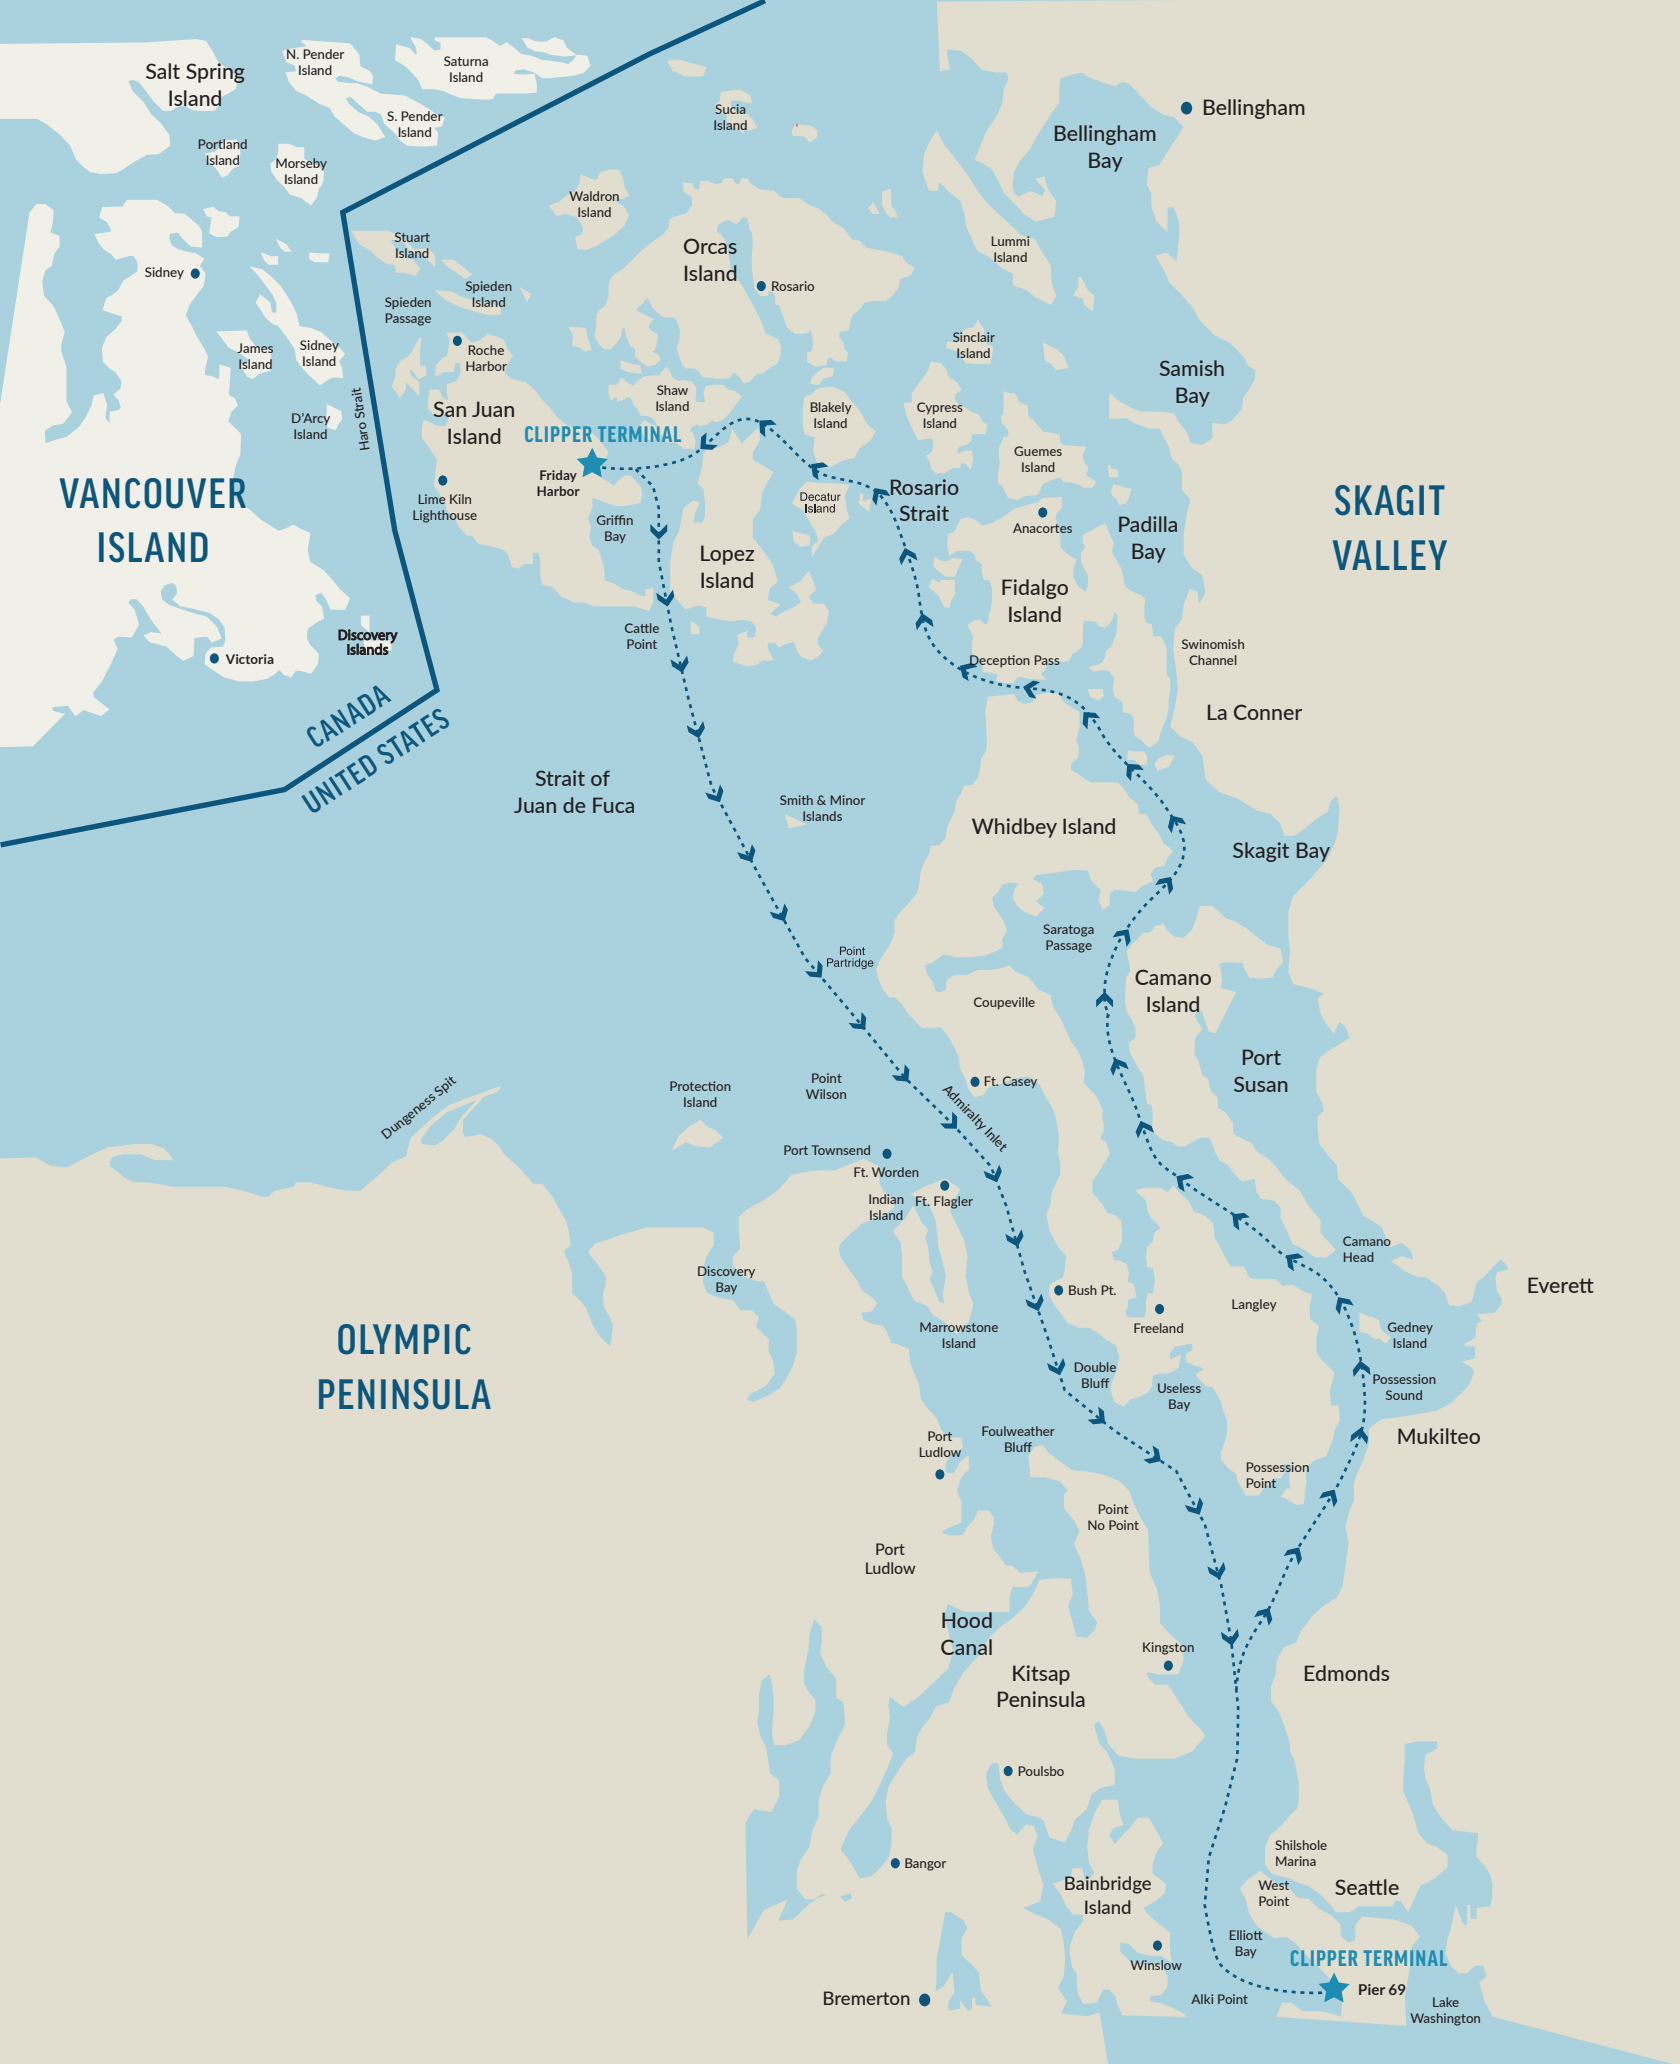 N. Pender
Island
Saturna
Island
Salt Spring
Island
S. Pender
Island
Sucia
Island
Bellingham
Bellingham
Bay
Portland
Island
Morseby
Island
Waldron
Island
Stuart
Island
Orcas
Island
Lummi
Island
Sidney
Spieden
Island
Rosario
Spieden
Passage
Sinclair
Island
James
Island
Sidney
Island
Roche
Harbor
Samish
Bay
Haro Strait
D'Arcy
Island
San Juan
Island
Shaw
Island
Blakely
Island
Cypress
Island
CLIPPER TERMINAL
Friday
Harbor
Guemes
Island
VANCOUVER
ISLAND
Lime Kiln
Lighthouse
Decatur
Island
Rosario
Strait
SKAGIT
VALLEY
Griffin
Bay
Anacortes
Padilla
Bay
Lopez
Island
Fidalgo
Island
Discovery
Islands
Cattle
Point
Victoria
Deception Pass
Swinomish
Channel
La Conner
CANADA
UNITED STATES
Strait of
Juan de Fuca
Smith & Minor
Islands
Whidbey Island
Skagit Bay
Point
Partridge
Saratoga
Passage
Camano
Island
Coupeville
Port
Susan
Ft. Casey
Dungeness Spit
Protection
Island
Point
Wilson
Admiralty Inlet
Port Townsend
Ft. Worden
Indian
Island
Ft. Flagler
Camano
Head
Discovery
Bay
Bush Pt.
Everett
Langley
Freeland
Marrowstone
Island
Gedney
Island
OLYMPIC
PENINSULA
Double
Bluff
Useless
Bay
Possession
Sound
Mukilteo
Port
Ludlow
Foulweather
Bluff
Possession
Point
Point
No Point
Port
Ludlow
Hood
Canal
Kingston
Kitsap
Peninsula
Edmonds
Poulsbo
Shilshole
Marina
Bangor
Bainbridge
Island
West
Point
Seattle
Elliott
Bay
CLIPPER TERMINAL
Winslow
Pier 69
Bremerton
Alki Point
Lake
Washington